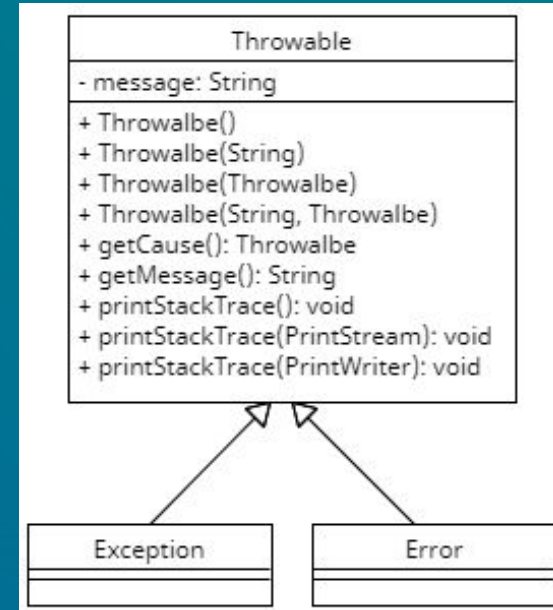 Throwable
- message: String
+ Throwalbe()
+ Throwalbe(String)
+ Throwalbe(Throwalbe)
+ Throwalbe(String, Throwalbe)
+ getCause(): Throwalbe
+ getMessage(): String
+ printStackTrace(): void
+ printStackTrace(PrintStream): void
+ printStackTrace(PrintWriter): void
Exception
Error